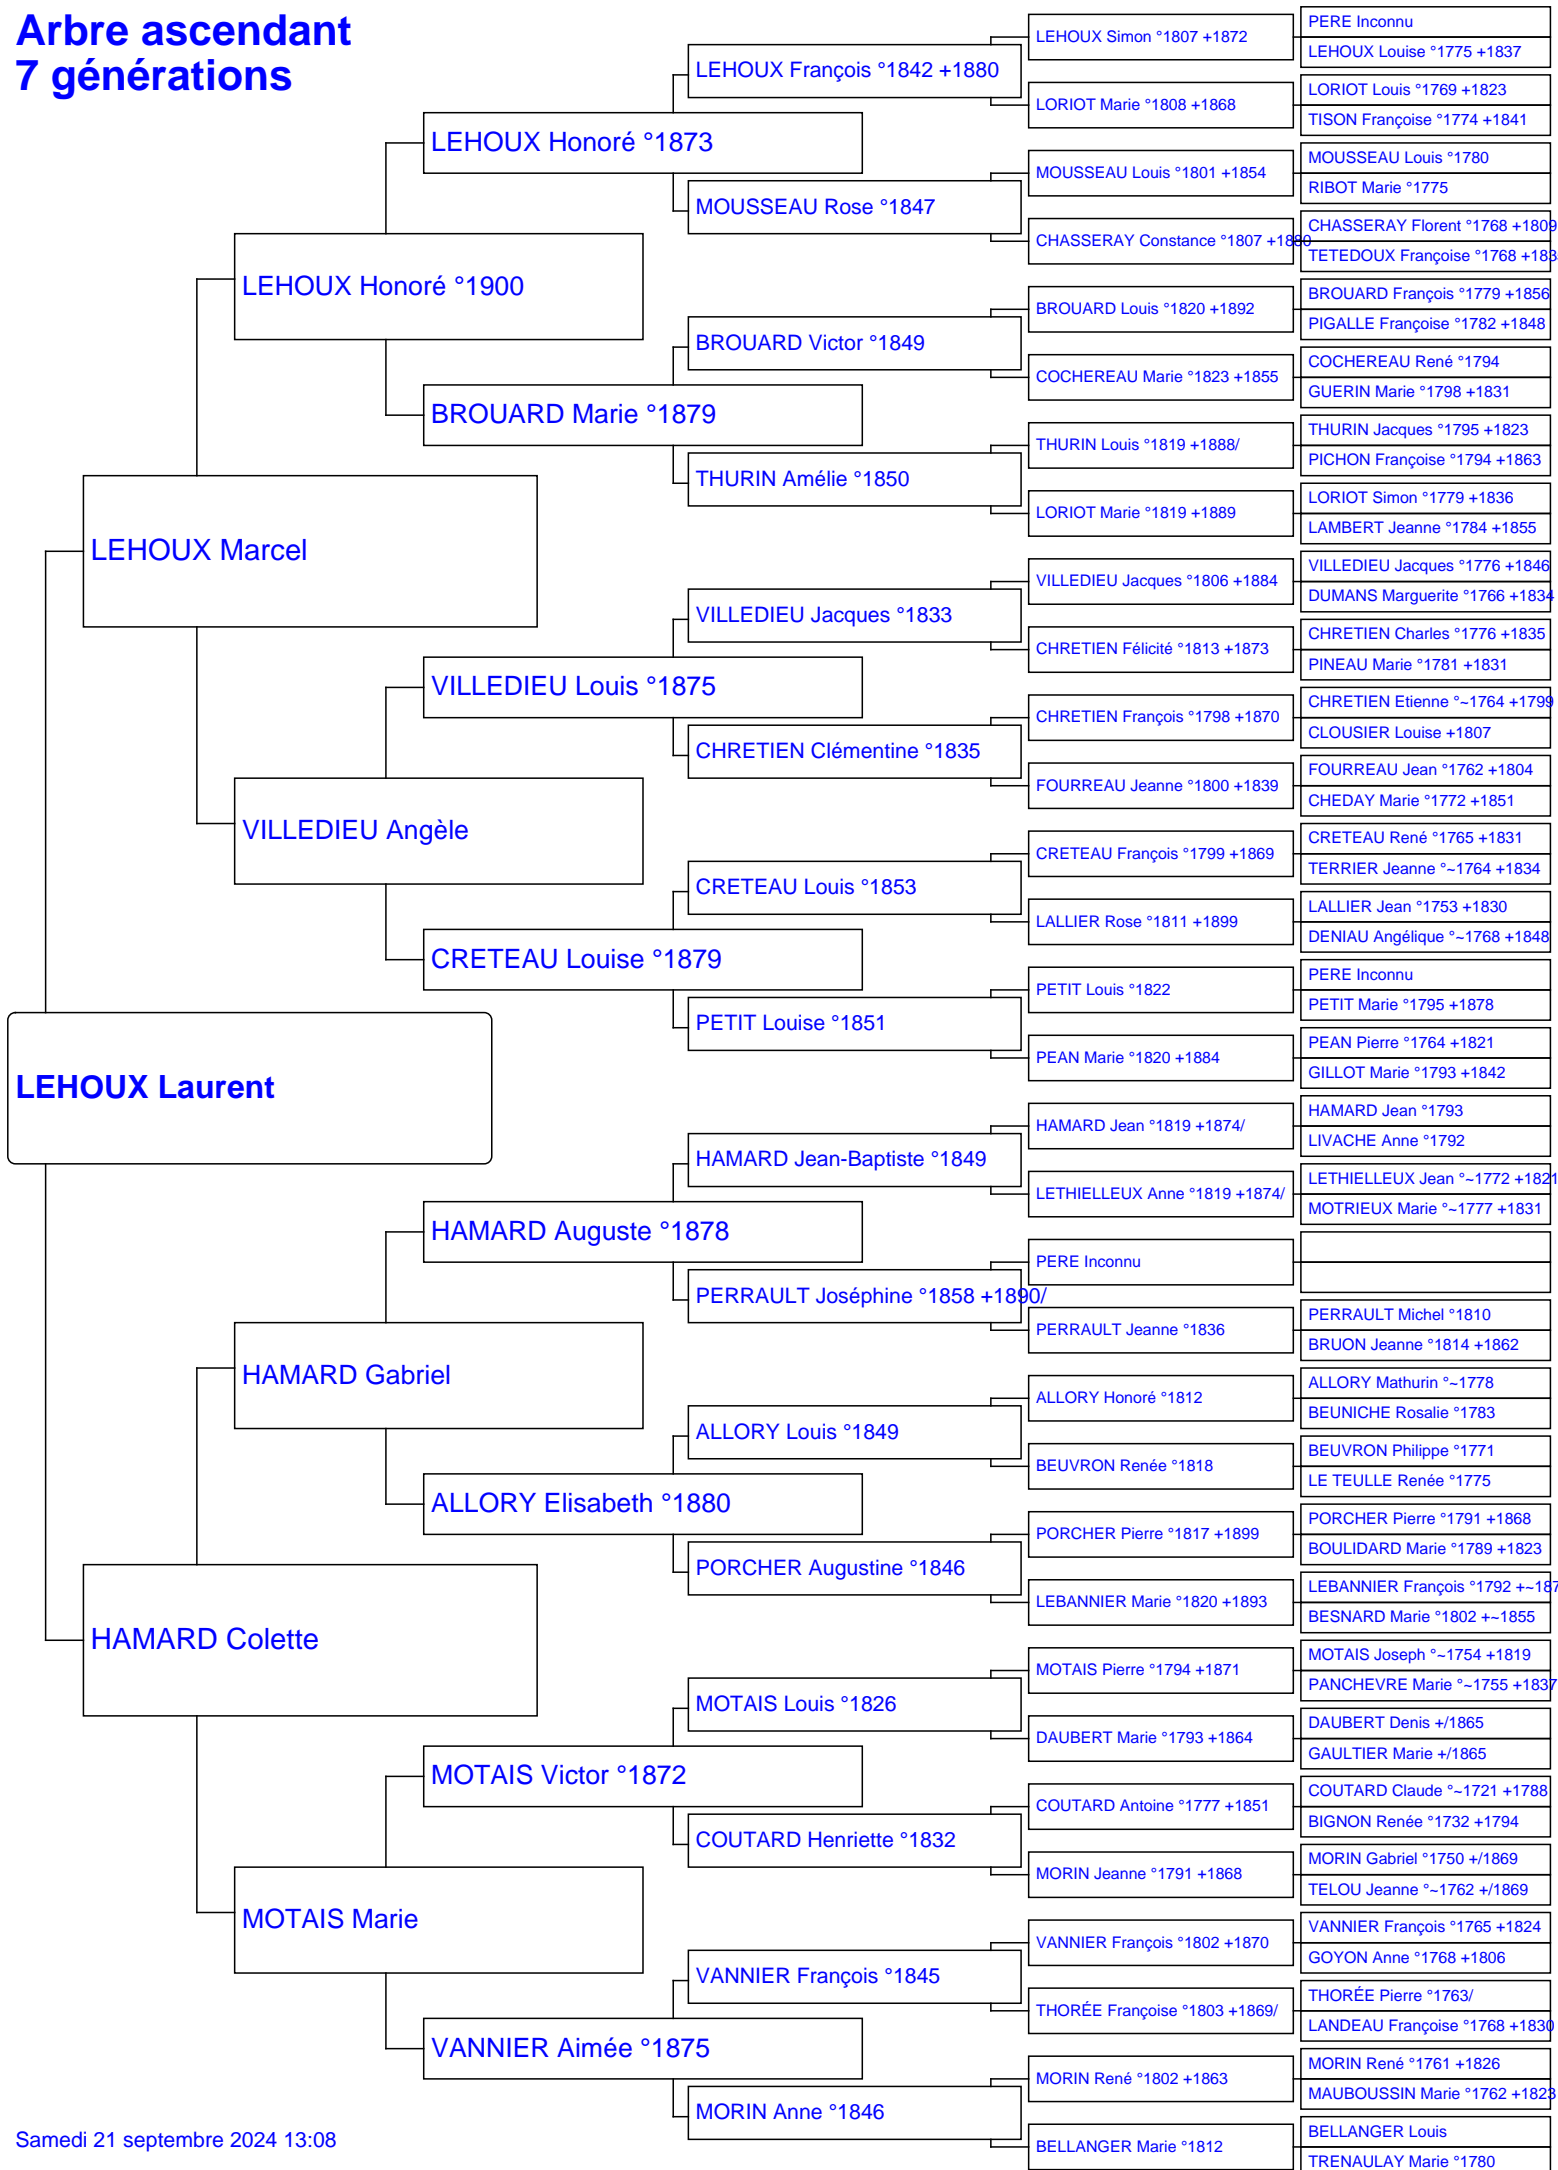 Arbre ascendant
7 générations
LEHOUX Laurent
LEHOUX Marcel
HAMARD Colette
LEHOUX Honoré °1900
VILLEDIEU Angèle
HAMARD Gabriel
MOTAIS Marie
LEHOUX Honoré °1873
BROUARD Marie °1879
VILLEDIEU Louis °1875
CRETEAU Louise °1879
HAMARD Auguste °1878
ALLORY Elisabeth °1880
MOTAIS Victor °1872
VANNIER Aimée °1875
LEHOUX François °1842 +1880
MOUSSEAU Rose °1847
BROUARD Victor °1849
THURIN Amélie °1850
VILLEDIEU Jacques °1833
CHRETIEN Clémentine °1835
CRETEAU Louis °1853
PETIT Louise °1851
HAMARD Jean-Baptiste °1849
PERRAULT Joséphine °1858 +1890/
ALLORY Louis °1849
PORCHER Augustine °1846
MOTAIS Louis °1826
COUTARD Henriette °1832
VANNIER François °1845
MORIN Anne °1846
LEHOUX Simon °1807 +1872
LORIOT Marie °1808 +1868
MOUSSEAU Louis °1801 +1854
CHASSERAY Constance °1807 +1880
BROUARD Louis °1820 +1892
COCHEREAU Marie °1823 +1855
THURIN Louis °1819 +1888/
LORIOT Marie °1819 +1889
VILLEDIEU Jacques °1806 +1884
CHRETIEN Félicité °1813 +1873
CHRETIEN François °1798 +1870
FOURREAU Jeanne °1800 +1839
CRETEAU François °1799 +1869
LALLIER Rose °1811 +1899
PETIT Louis °1822
PEAN Marie °1820 +1884
HAMARD Jean °1819 +1874/
LETHIELLEUX Anne °1819 +1874/
PERE Inconnu
PERRAULT Jeanne °1836
ALLORY Honoré °1812
BEUVRON Renée °1818
PORCHER Pierre °1817 +1899
LEBANNIER Marie °1820 +1893
MOTAIS Pierre °1794 +1871
DAUBERT Marie °1793 +1864
COUTARD Antoine °1777 +1851
MORIN Jeanne °1791 +1868
VANNIER François °1802 +1870
THORÉE Françoise °1803 +1869/
MORIN René °1802 +1863
BELLANGER Marie °1812
PERE Inconnu
LEHOUX Louise °1775 +1837
LORIOT Louis °1769 +1823
TISON Françoise °1774 +1841
MOUSSEAU Louis °1780
RIBOT Marie °1775
CHASSERAY Florent °1768 +1809
TETEDOUX Françoise °1768 +183
BROUARD François °1779 +1856
PIGALLE Françoise °1782 +1848
COCHEREAU René °1794
GUERIN Marie °1798 +1831
THURIN Jacques °1795 +1823
PICHON Françoise °1794 +1863
LORIOT Simon °1779 +1836
LAMBERT Jeanne °1784 +1855
VILLEDIEU Jacques °1776 +1846
DUMANS Marguerite °1766 +1834
CHRETIEN Charles °1776 +1835
PINEAU Marie °1781 +1831
CHRETIEN Etienne °~1764 +1799
CLOUSIER Louise +1807
FOURREAU Jean °1762 +1804
CHEDAY Marie °1772 +1851
CRETEAU René °1765 +1831
TERRIER Jeanne °~1764 +1834
LALLIER Jean °1753 +1830
DENIAU Angélique °~1768 +1848
PERE Inconnu
PETIT Marie °1795 +1878
PEAN Pierre °1764 +1821
GILLOT Marie °1793 +1842
HAMARD Jean °1793
LIVACHE Anne °1792
LETHIELLEUX Jean °~1772 +1821
MOTRIEUX Marie °~1777 +1831
PERRAULT Michel °1810
BRUON Jeanne °1814 +1862
ALLORY Mathurin °~1778
BEUNICHE Rosalie °1783
BEUVRON Philippe °1771
LE TEULLE Renée °1775
PORCHER Pierre °1791 +1868
BOULIDARD Marie °1789 +1823
LEBANNIER François °1792 +~187
BESNARD Marie °1802 +~1855
MOTAIS Joseph °~1754 +1819
PANCHEVRE Marie °~1755 +1837
DAUBERT Denis +/1865
GAULTIER Marie +/1865
COUTARD Claude °~1721 +1788
BIGNON Renée °1732 +1794
MORIN Gabriel °1750 +/1869
TELOU Jeanne °~1762 +/1869
VANNIER François °1765 +1824
GOYON Anne °1768 +1806
THORÉE Pierre °1763/
LANDEAU Françoise °1768 +1830
MORIN René °1761 +1826
MAUBOUSSIN Marie °1762 +1823
BELLANGER Louis
TRENAULAY Marie °1780
Samedi 21 septembre 2024 13:08